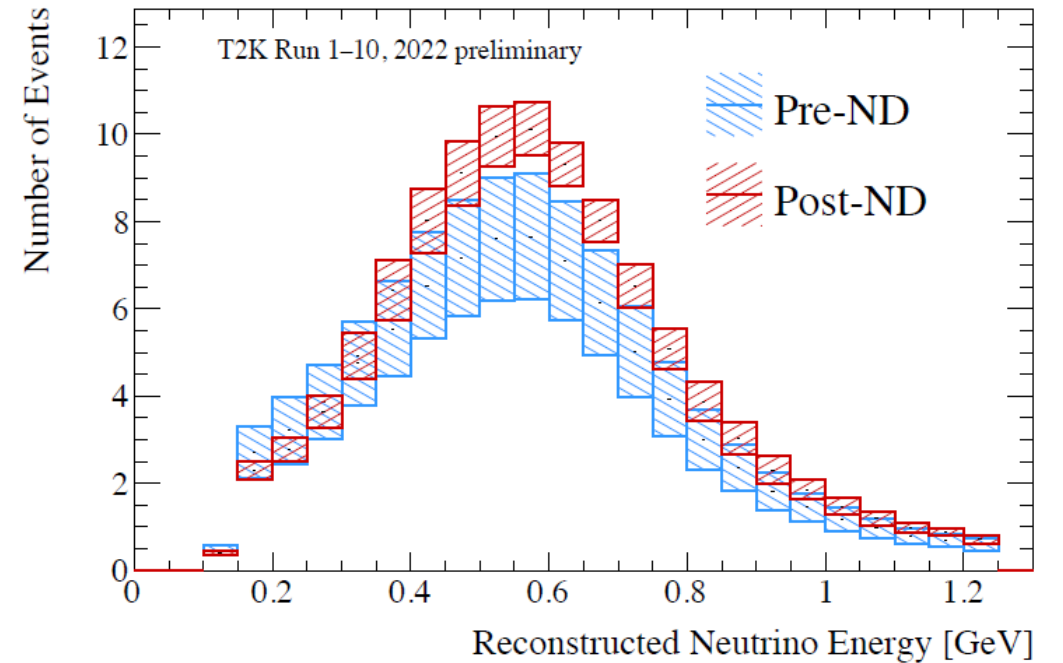 Number of Events
T2K Run 1–10, 2022 preliminary
Pre-ND
Post-ND
12
10
8
6
4
2
0
0 0.2 0.4 0.6 0.8 1 1.2
Reconstructed Neutrino Energy [GeV]